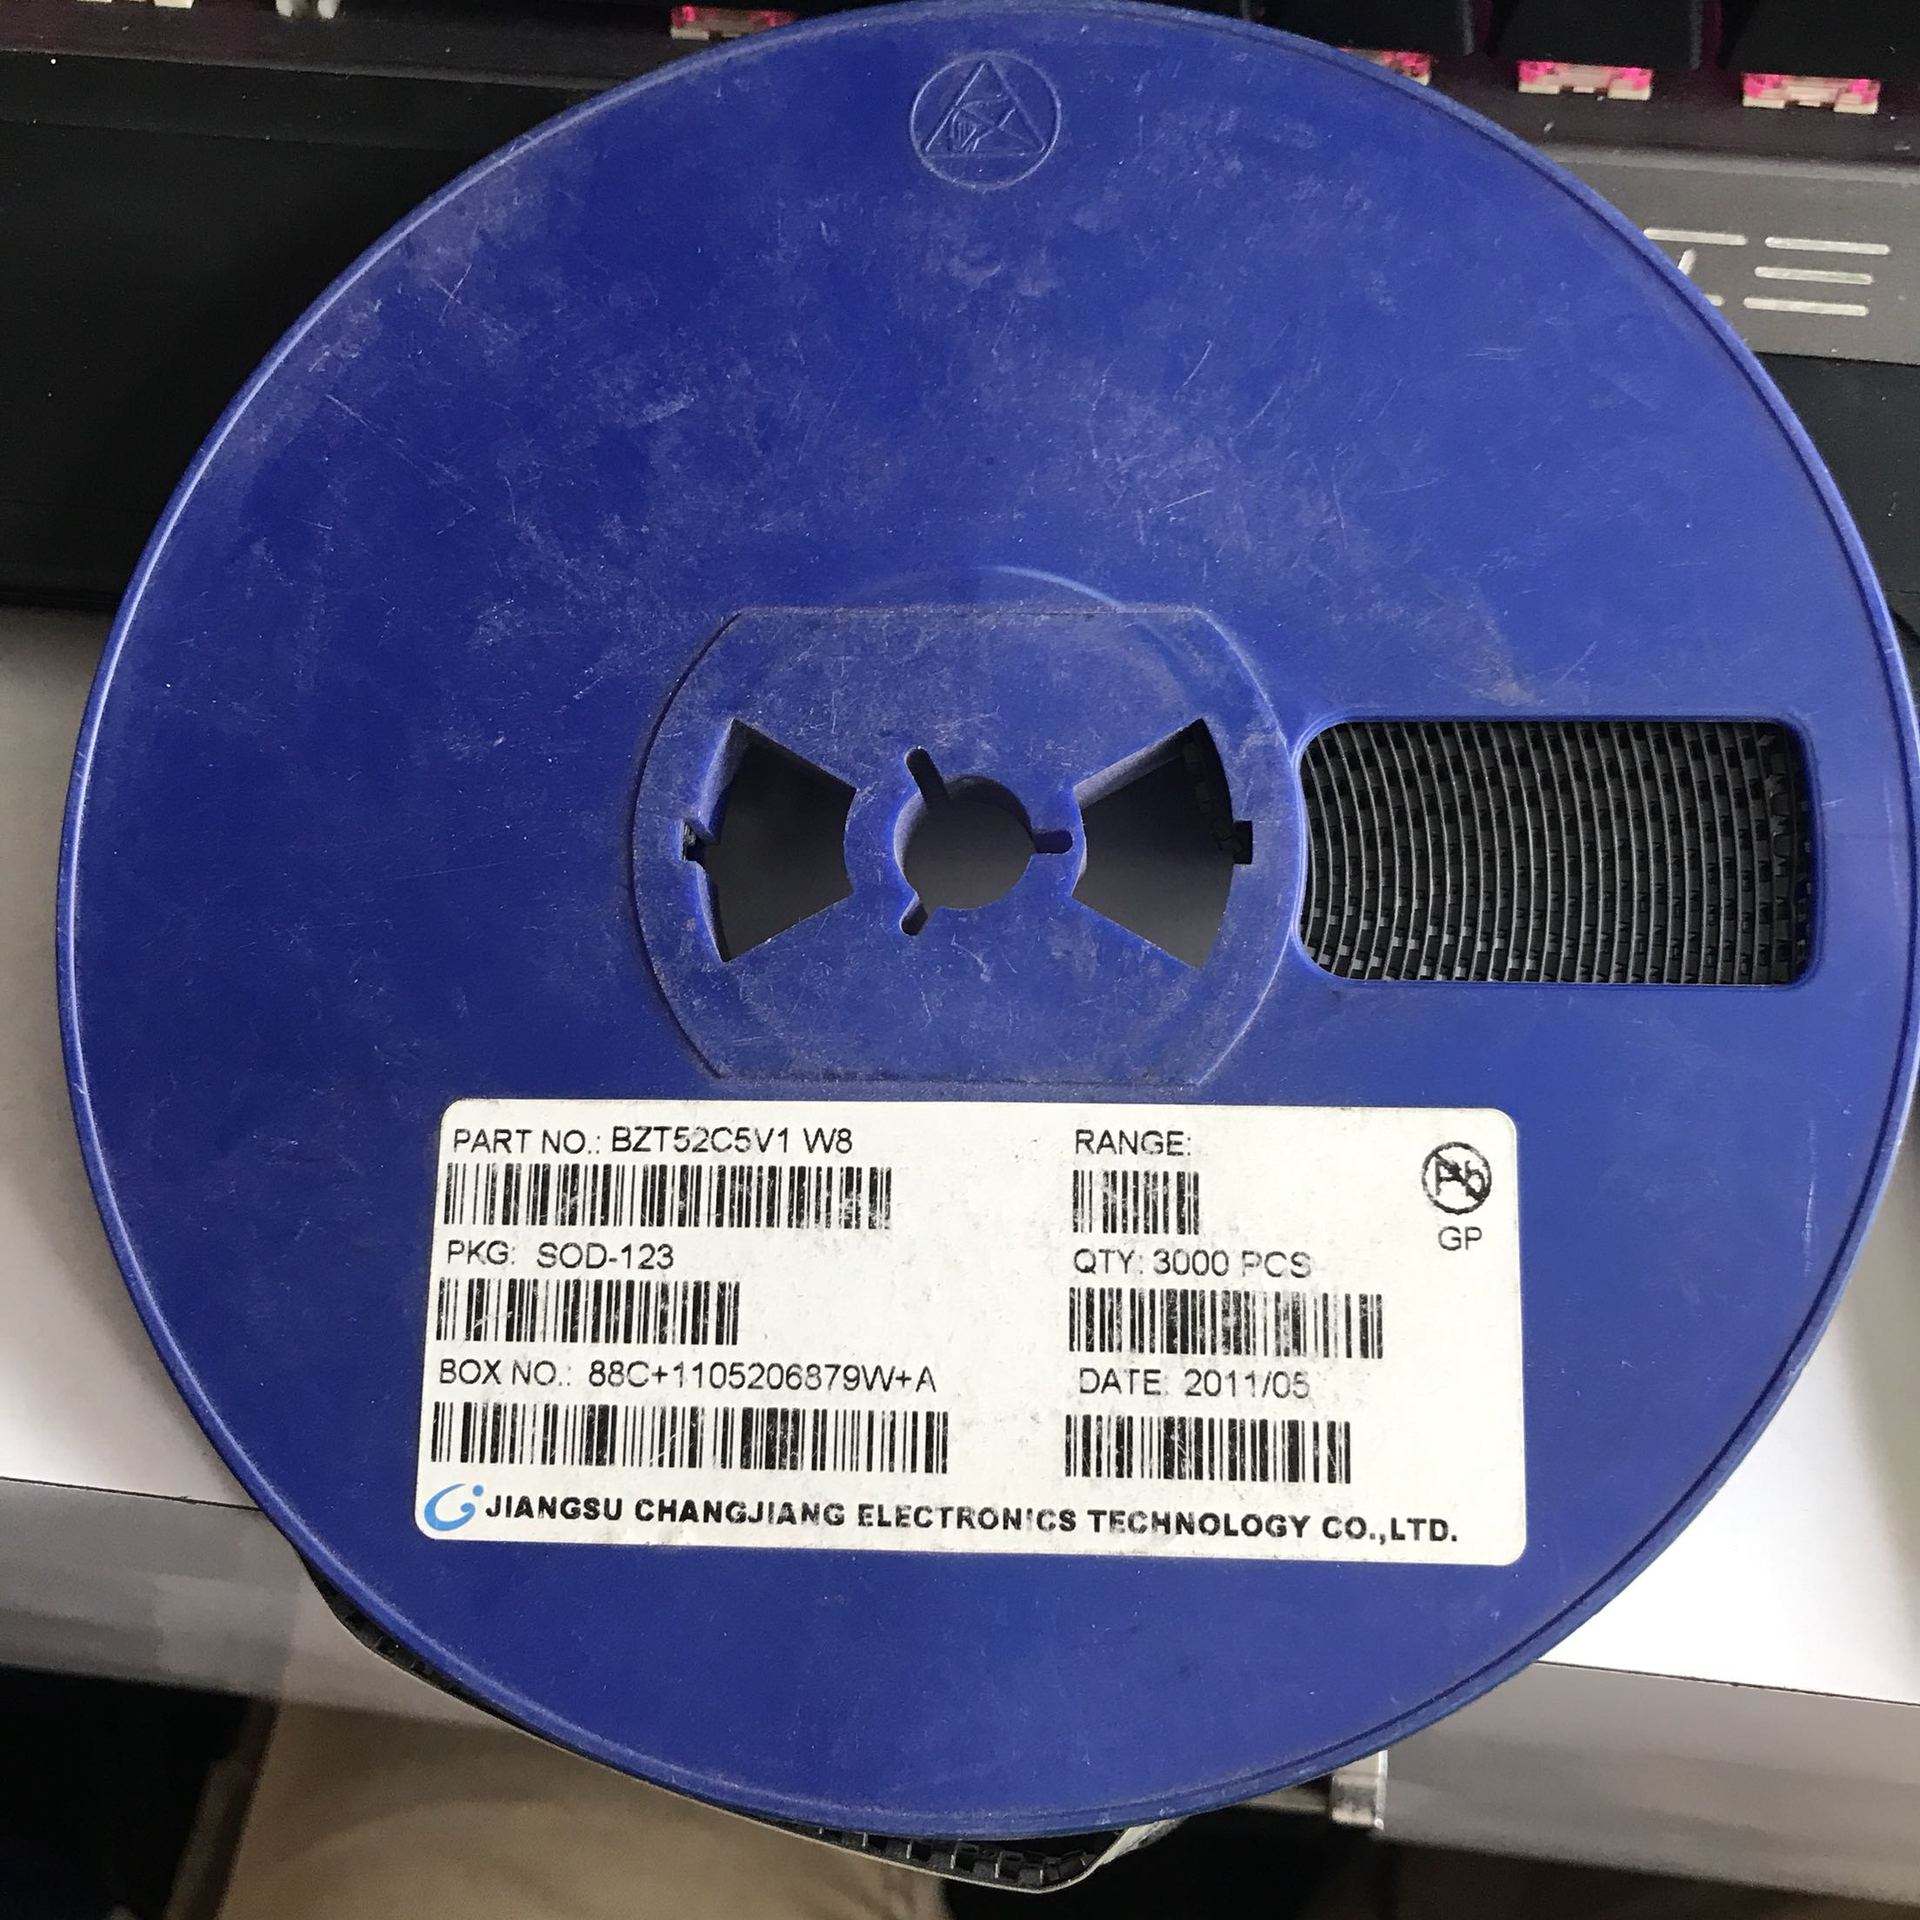 PART NO.: BZT52C5V1 W8
RANGE:
Pb
GP
PKG: SOD-123
QTY: 3000 PCS
BOX NO.: 88C+1105206879W+A
DATE: 2011/05
JIANGSU CHANGJIANG ELECTRONICS TECHNOLOGY CO.,LTD.